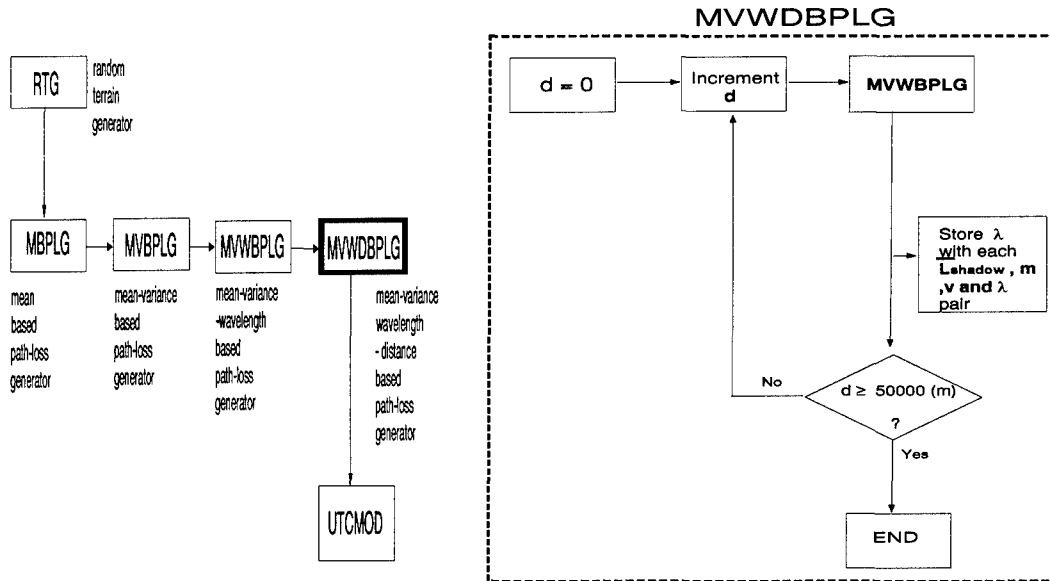 MVWDBPLG
RTG
random
terrain
generator
MBPLG
MVBPLG
MVWBPLG
MVWDBPLG
mean
based
path-loss
generator
mean-variance
based
path-loss
generator
mean-variance
-wavelength
based
path-loss
generator
mean-variance
wavelength
- distance
based
path-loss
generator
UTCMOD
d = 0
Increment
d
MVWBPLG
Store λ
with each
Lshadow , m
,v and λ
pair
No
d ≥ 50000 (m)
?
Yes
END